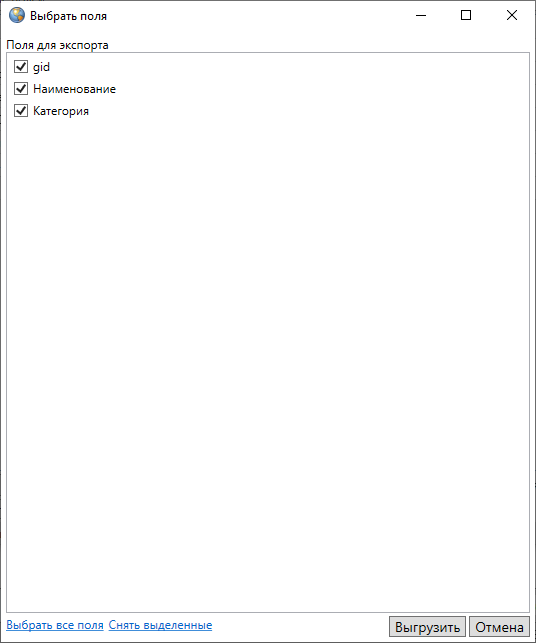 Выбрать поля
Поля для экспорта
gid
Наименование
Категория
Выбрать все поля Снять выделенные
Выгрузить Отмена